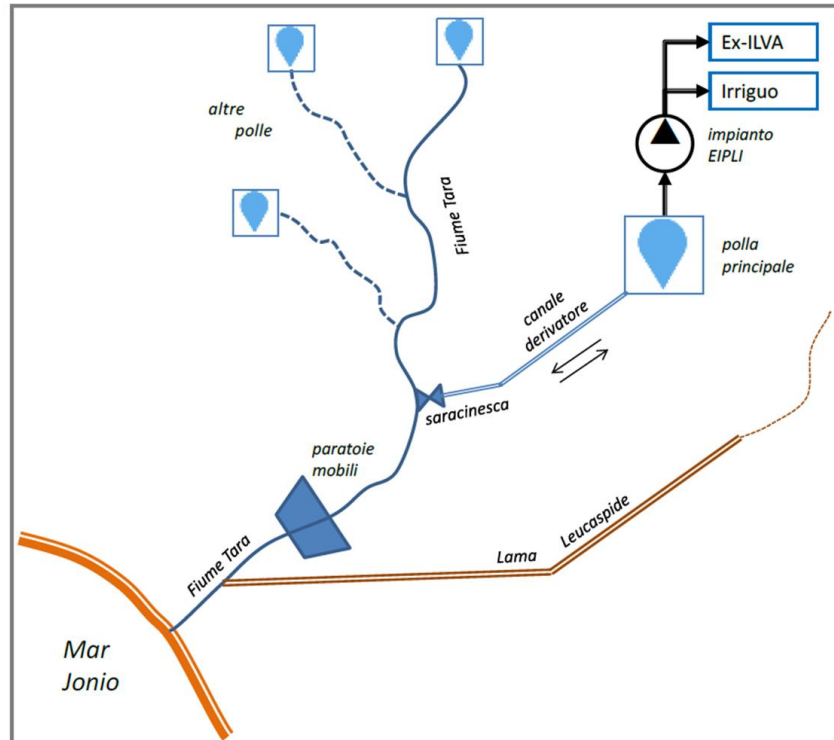 Ex-ILVA
Irriguo
impianto
EIPLI
altre
polle
Fiume Tara
polla
principale
canale
derivatore
saracinesca
paratoie
mobili
Leucaspide
Lama
Fiume Tara
Mar
Jonio